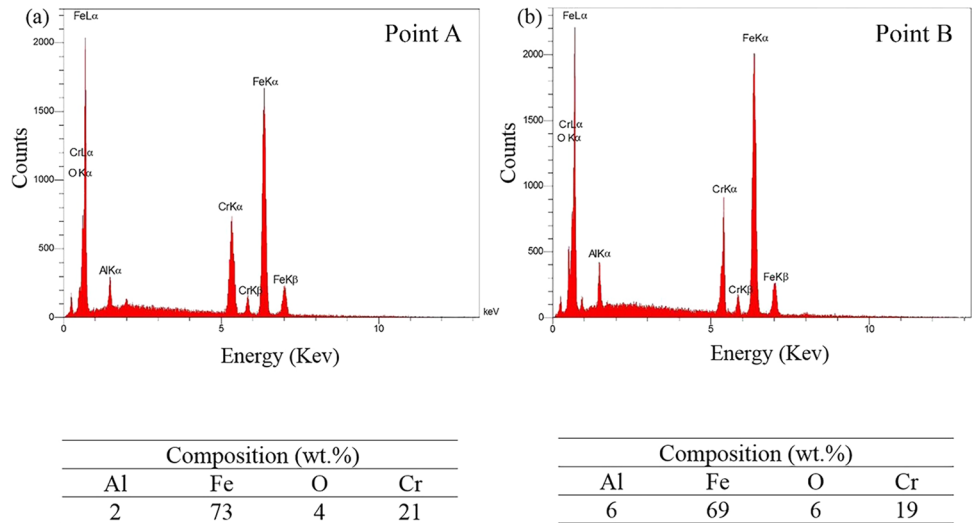 (a)
Point A
FeLα
2000
1500
1000
500
0
CrLα
O Kα
AlKα
CrKα
CrKβ
FeKα
FeKβ
0
5
10
keV
Counts
Energy (Kev)
Composition (wt.%)
Al Fe O Cr
2 73 4 21
(b)
Point B
FeLα
2000
1500
1000
500
0
CrLα
O Kα
AlKα
CrKα
CrKβ
FeKα
FeKβ
0
5
10
Counts
Energy (Kev)
Composition (wt.%)
Al Fe O Cr
6 69 6 19